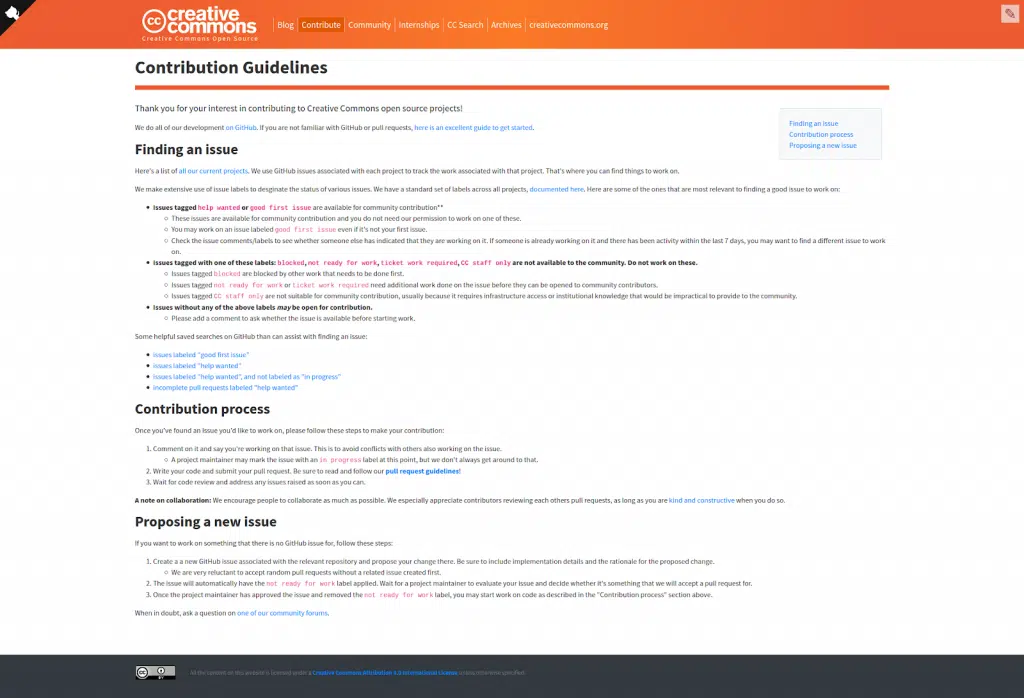 creative commons
Creative Commons Open Source
Blog Contribute Community Internships CC Search Archives creativecommons.org
Contribution Guidelines
Thank you for your interest in contributing to Creative Commons open source projects!
We do all of our development on GitHub. If you are not familiar with GitHub or pull requests, here is an excellent guide to get started.
Finding an issue
Contribution process
Proposing a new issue
Finding an issue
Here's a list of all our current projects. We use GitHub issues associated with each project to track the work associated with that project. That's where you can find things to work on.
We make extensive use of issue labels to desginate the status of various issues. We have a standard set of labels across all projects, documented here. Here are some of the ones that are most relevant to finding a good issue to work on:
Issues tagged help wanted or good first issue are available for community contribution**
These issues are available for community contribution and you do not need our permission to work on one of these.
You may work on an issue labeled good first issue even if it's not your first issue.
Check the issue comments/labels to see whether someone else has indicated that they are working on it. If someone is already working on it and there has been activity within the last 7 days, you may want to find a different issue to work
on.
Issues tagged with one of these labels: blocked, not ready for work, ticket work required, CC staff only are not available to the community. Do not work on these.
Issues tagged blocked are blocked by other work that needs to be done first.
Issues tagged not ready for work or ticket work required need additional work done on the issue before they can be opened to community contributors.
Issues tagged CC staff only are not suitable for community contribution, usually because it requires infrastructure access or institutional knowledge that would be impractical to provide to the community.
Issues without any of the above labels may be open for contribution.
Please add a comment to ask whether the issue is available before starting work.
Some helpful saved searches on GitHub than can assist with finding an issue:
issues labeled "good first issue"
issues labeled "help wanted"
issues labeled "help wanted", and not labeled as "in progress"
incomplete pull requests labeled "help wanted"
Contribution process
Once you've found an issue you'd like to work on, please follow these steps to make your contribution:
1. Comment on it and say you're working on that issue. This is to avoid conflicts with others also working on the issue.
A project maintainer may mark the issue with an in progress label at this point, but we don't always get around to that.
2. Write your code and submit your pull request. Be sure to read and follow our pull request guidelines!
3. Wait for code review and address any issues raised as soon as you can.
A note on collaboration: We encourage people to collaborate as much as possible. We especially appreciate contributors reviewing each others pull requests, as long as you are kind and constructive when you do so.
Proposing a new issue
If you want to work on something that there is no GitHub issue for, follow these steps:
1. Create a a new GitHub issue associated with the relevant repository and propose your change there. Be sure to include implementation details and the rationale for the proposed change.
We are very reluctant to accept random pull requests without a related issue created first.
2. The issue will automatically have the not ready for work label applied. Wait for a project maintainer to evaluate your issue and decide whether it's something that we will accept a pull request for.
3. Once the project maintainer has approved the issue and removed the not ready for work label, you may start work on code as described in the "Contribution process" section above.
When in doubt, ask a question on one of our community forums.
All the content on this website is licensed under a Creative Commons Attribution 4.0 International License unless otherwise specified.